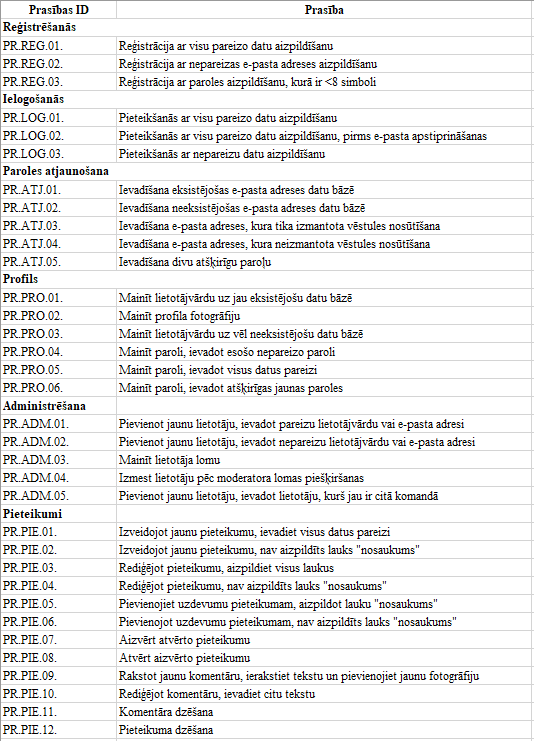 Prasības ID Prasība
Reģistrēšanās
PR.REG.01. Reģistrācija ar visu pareizo datu aizpildīšanu
PR.REG.02. Reģistrācija ar nepareizas e-pasta adreses aizpildīšanu
PR.REG.03. Reģistrācija ar paroles aizpildīšanu, kurā ir <8 simboli
Ielogošanās
PR.LOG.01. Pieteikšanās ar visu pareizo datu aizpildīšanu
PR.LOG.02. Pieteikšanās ar visu pareizo datu aizpildīšanu, pirms e-pasta apstiprināšanas
PR.LOG.03. Pieteikšanās ar nepareizu datu aizpildīšanu
Paroles atjaunošana
PR.ATJ.01. Ievadīšana eksistējošas e-pasta adreses datu bāzē
PR.ATJ.02. Ievadīšana neeksistējošas e-pasta adreses datu bāzē
PR.ATJ.03. Ievadīšana e-pasta adreses, kura tika izmantota vēstules nosūtīšana
PR.ATJ.04. Ievadīšana e-pasta adreses, kura neizmantota vēstules nosūtīšana
PR.ATJ.05. Ievadīšana divu atšķirīgu paroļu
Profils
PR.PRO.01. Mainīt lietotājvārdu uz jau eksistējošu datu bāzē
PR.PRO.02. Mainīt profila fotogrāfiju
PR.PRO.03. Mainīt lietotājvārdu uz vēl neeksistējošu datu bāzē
PR.PRO.04. Mainīt paroli, ievadot esošo nepareizo paroli
PR.PRO.05. Mainīt paroli, ievadot visus datus pareizi
PR.PRO.06. Mainīt paroli, ievadot atšķirīgas jaunas paroles
Administrēšana
PR.ADM.01. Pievienot jaunu lietotāju, ievadot pareizu lietotājvārdu vai e-pasta adresi
PR.ADM.02. Pievienot jaunu lietotāju, ievadot nepareizu lietotājvārdu vai e-pasta adresi
PR.ADM.03. Mainīt lietotāja lomu
PR.ADM.04. Izmest lietotāju pēc moderatora lomas piešķiršanas
PR.ADM.05. Pievienot jaunu lietotāju, ievadot lietotāju, kurš jau ir citā komandā
Pieteikumi
PR.PIE.01. Izveidojot jaunu pieteikumu, ievadiet visus datus pareizi
PR.PIE.02. Izveidojot jaunu pieteikumu, nav aizpildīts lauks "nosaukums"
PR.PIE.03. Rediģējot pieteikumu, aizpildiet visus laukus
PR.PIE.04. Rediģējot pieteikumu, nav aizpildīts lauks "nosaukums"
PR.PIE.05. Pievienojiet uzdevumu pieteikumam, aizpildot lauku "nosaukums"
PR.PIE.06. Pievienojot uzdevumu pieteikumam, nav aizpildīts lauks "nosaukums"
PR.PIE.07. Aizvērt atvērto pieteikumu
PR.PIE.08. Atvērt aizvērto pieteikumu
PR.PIE.09. Rakstot jaunu komentāru, ierakstiet tekstu un pievienojiet jaunu fotogrāfiju
PR.PIE.10. Rediģējot komentāru, ievadiet citu tekstu
PR.PIE.11. Komentāra dzēšana
PR.PIE.12. Pieteikuma dzēšana